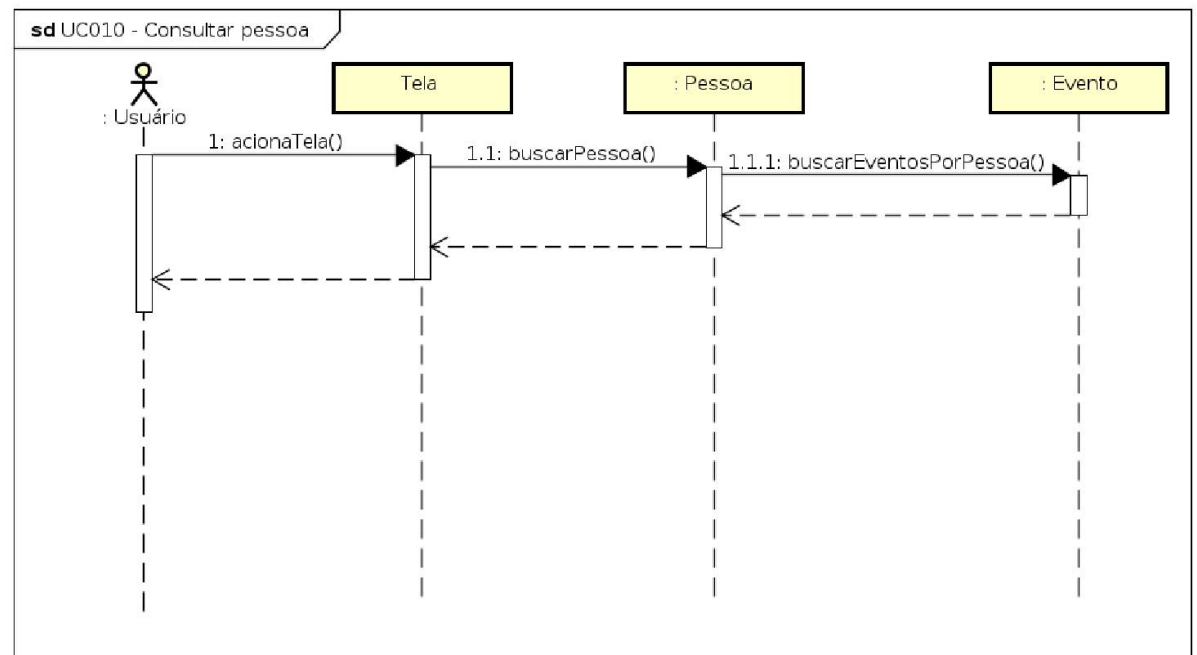 sd UC010 - Consultar pessoa
: Usuário
Tela
: Pessoa
: Evento
1: acionaTela()
1.1: buscarPessoa()
1.1.1: buscarEventosPorPessoa()